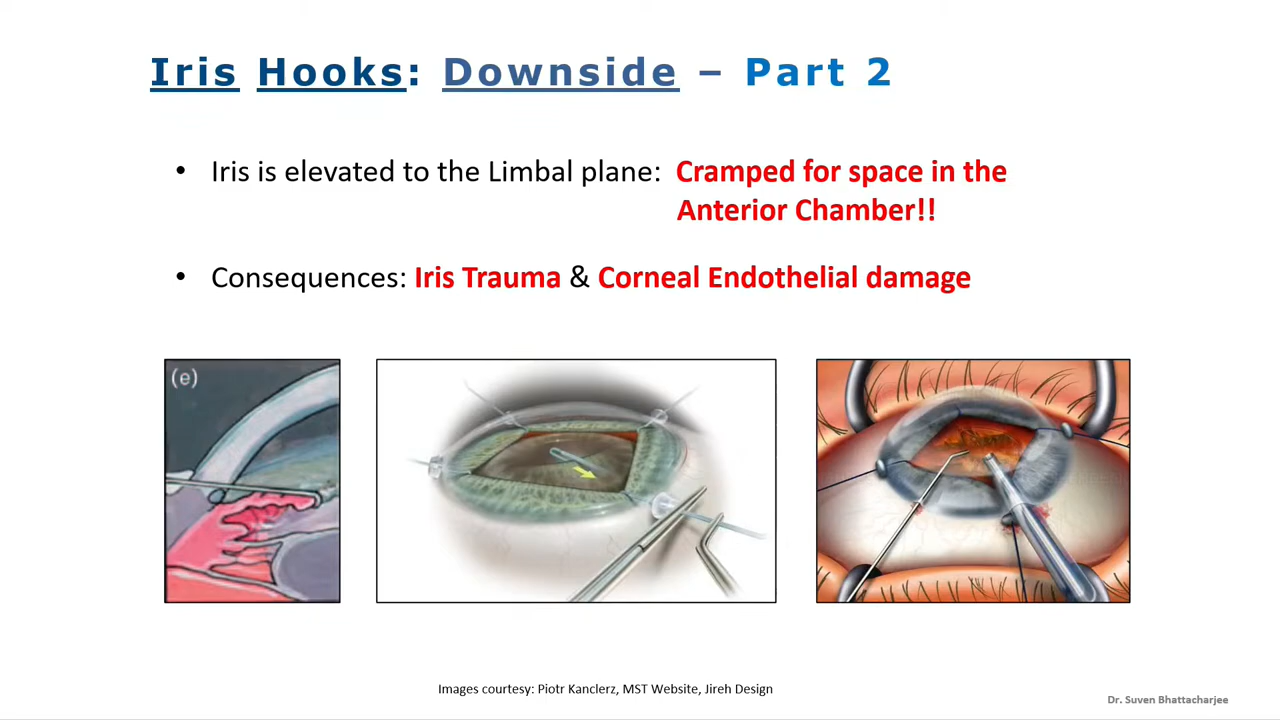 Iris Hooks: Downside – Part 2
• Iris is elevated to the Limbal plane: Cramped for space in the
Anterior Chamber!!
• Consequences: Iris Trauma & Corneal Endothelial damage
(e)
Images courtesy: Piotr Kanclerz, MST Website, Jireh Design
Dr. Suven Bhattacharjee